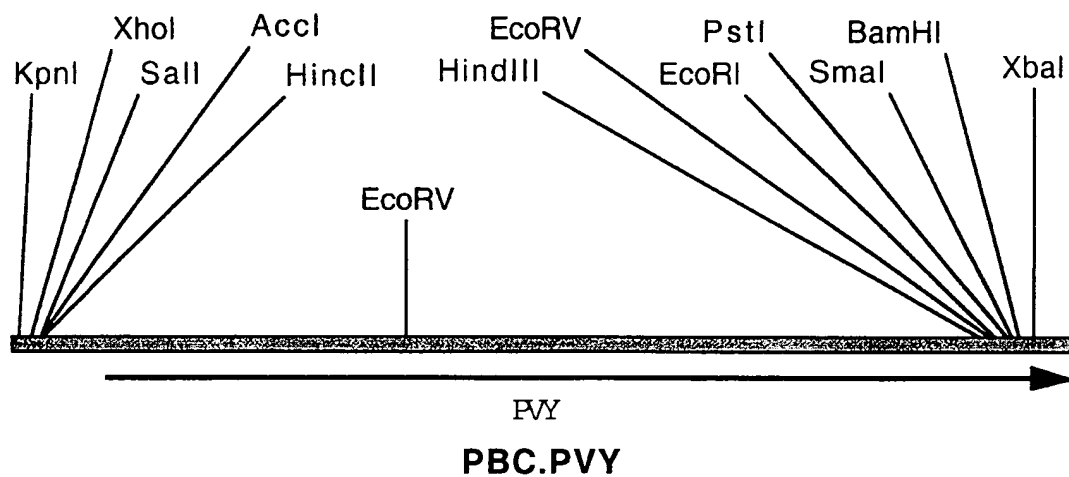 XhoI AccI EcoRV PstI BamHI
KpnI SalI HincII HindIII EcoRI SmaI XbaI
EcoRV
PVY
PBC.PVY